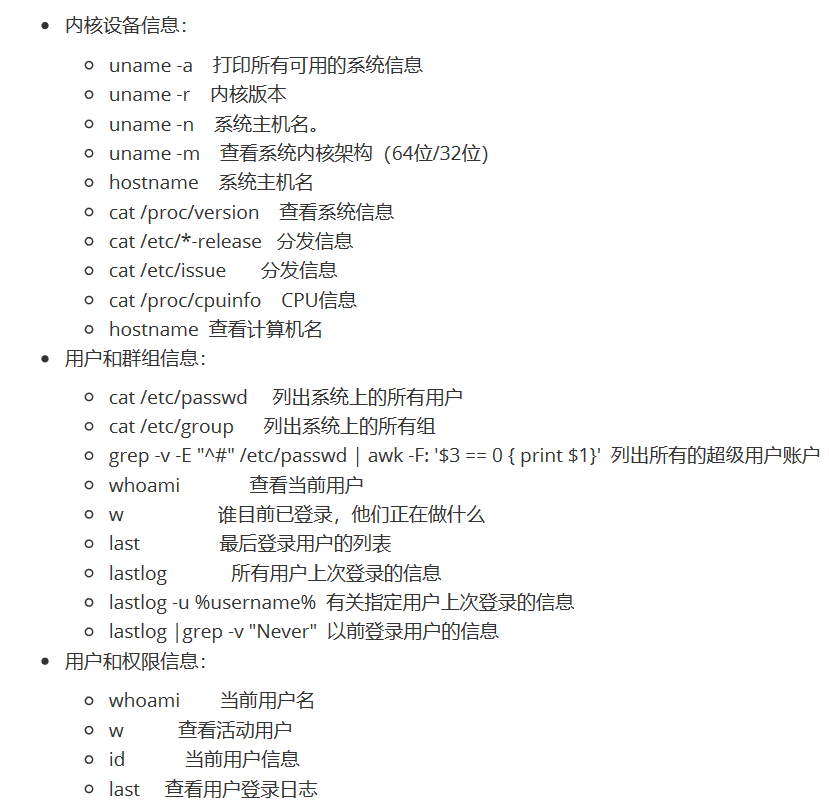 内核设备信息：
uname -a 打印所有可用的系统信息
uname -r 内核版本
uname -n 系统主机名。
uname -m 查看系统内核架构（64位/32位）
hostname 系统主机名
cat /proc/version 查看系统信息
cat /etc/*-release 分发信息
cat /etc/issue 分发信息
cat /proc/cpuinfo CPU信息
hostname 查看计算机名
用户和群组信息：
cat /etc/passwd 列出系统上的所有用户
cat /etc/group 列出系统上的所有组
grep -v -E "^#" /etc/passwd | awk -F: '$3 == 0 { print $1}' 列出所有的超级用户账户
whoami 查看当前用户
w 谁目前已登录，他们正在做什么
last 最后登录用户的列表
lastlog 所有用户上次登录的信息
lastlog -u %username% 有关指定用户上次登录的信息
lastlog |grep -v "Never" 以前登录用户的信息
用户和权限信息：
whoami 当前用户名
w 查看活动用户
id 当前用户信息
last 查看用户登录日志